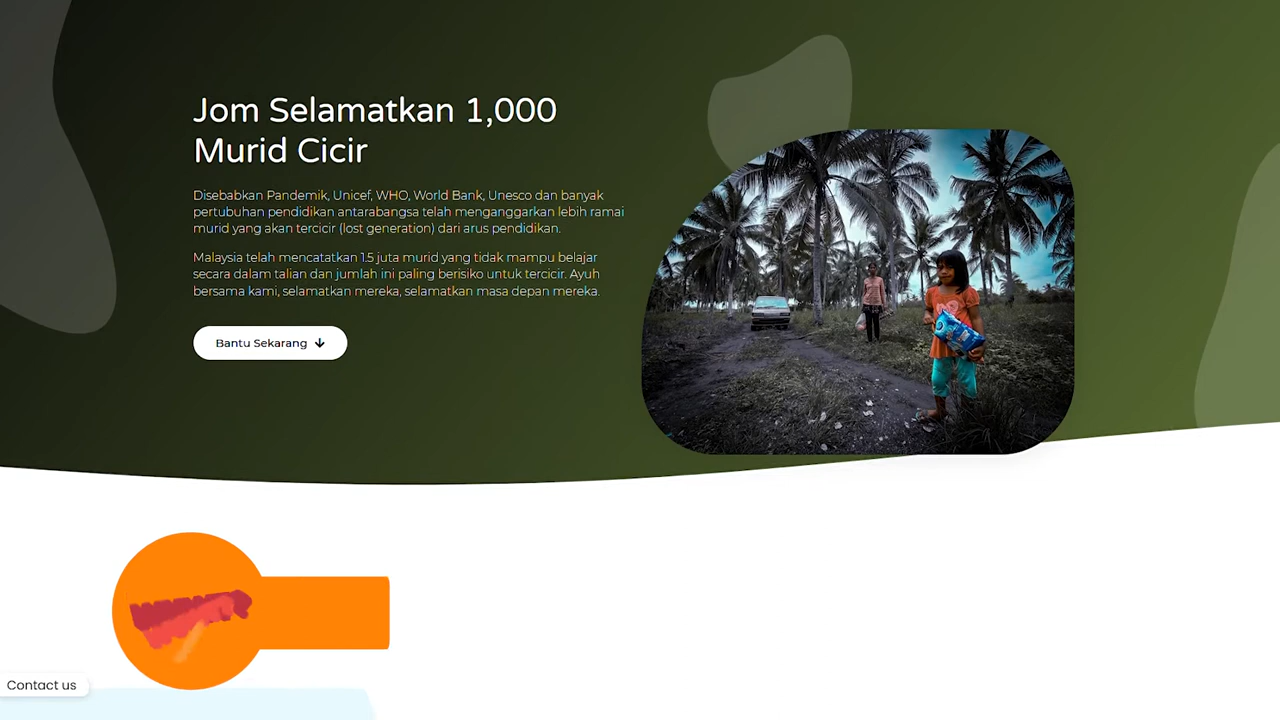 Jom Selamatkan 1,000
Murid Cicir
Disebabkan Pandemik, Unicef, WHO, World Bank, Unesco dan banyak
pertubuhan pendidikan antarabangsa telah menganggarkan lebih ramai
murid yang akan tercicir (lost generation) dari arus pendidikan.
Malaysia telah mencatatkan 1.5 juta murid yang tidak mampu belajar
secara dalam talian dan jumlah ini paling berisiko untuk tercicir. Ayuh
bersama kami, selamatkan mereka, selamatkan masa depan mereka.
Bantu Sekarang
Contact us